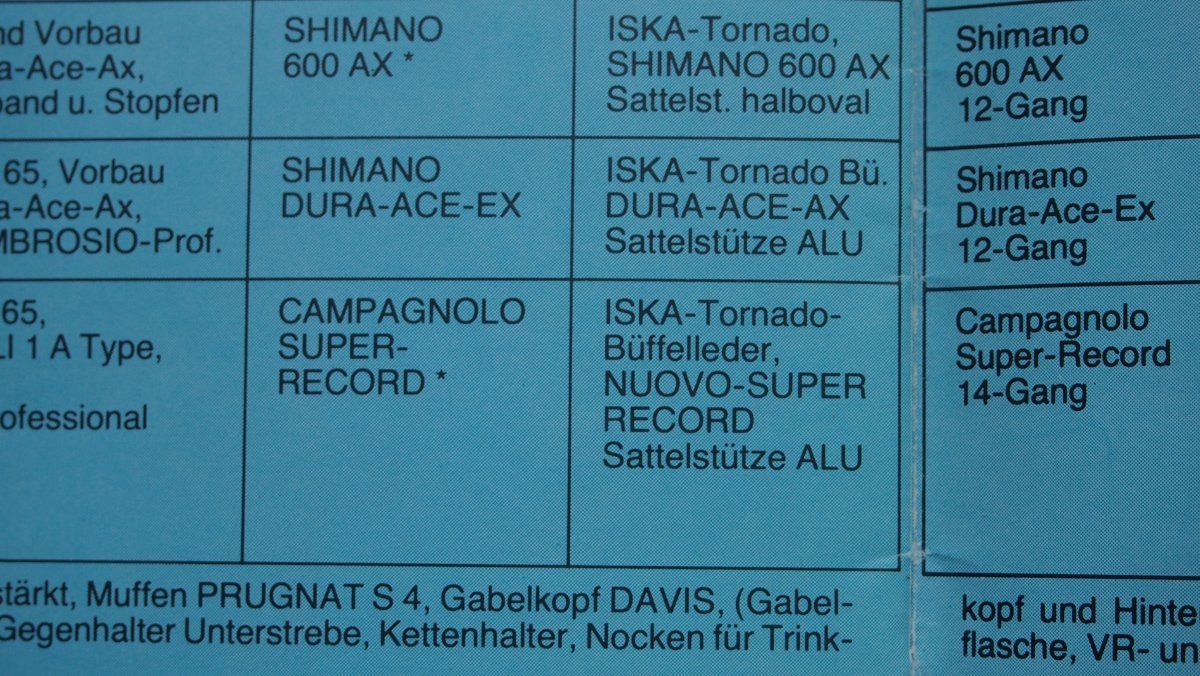 nd Vorbau
a-Ace-Ax,
band u. Stopfen
SHIMANO
600 AX *
ISKA-Tornado,
SHIMANO 600 AX
Sattelst. halboval
Shimano
600 AX
12-Gang
65, Vorbau
a-Ace-Ax,
MBROSIO-Prof.
SHIMANO
DURA-ACE-EX
ISKA-Tornado Bü.
DURA-ACE-AX
Sattelstütze ALU
Shimano
Dura-Ace-Ex
12-Gang
65,
LI 1 A Type,
ofessional
CAMPAGNOLO
SUPER-
RECORD *
ISKA-Tornado-
Büffelleder,
NUOVO-SUPER
RECORD
Sattelstütze ALU
Campagnolo
Super-Record
14-Gang
stärkt, Muffen PRUGNAT S 4, Gabelkopf DAVIS, (Gabel-
Gegenhalter Unterstrebe, Kettenhalter, Nocken für Trink-
kopf und Hinte
flasche, VR- un